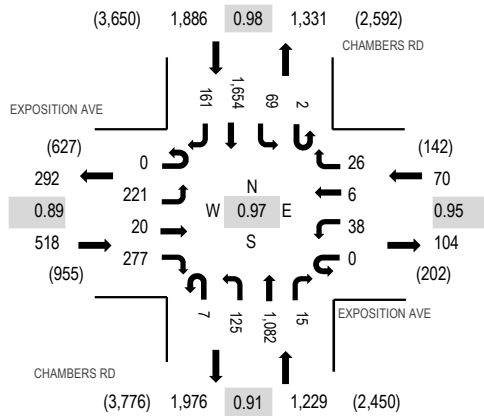 (3,650) 1,886 0.98 1,331 (2,592)
CHAMBERS RD
EXPOSITION AVE
161 1,654 69 2
(627) (142)
0 26
292 70
221 6
N
0.89 W 0.97 E 0.95
20 38
S
518 104
277 0
(955) (202)
7 125 1,082 15
EXPOSITION AVE
CHAMBERS RD
(3,776) 1,976 0.91 1,229 (2,450)